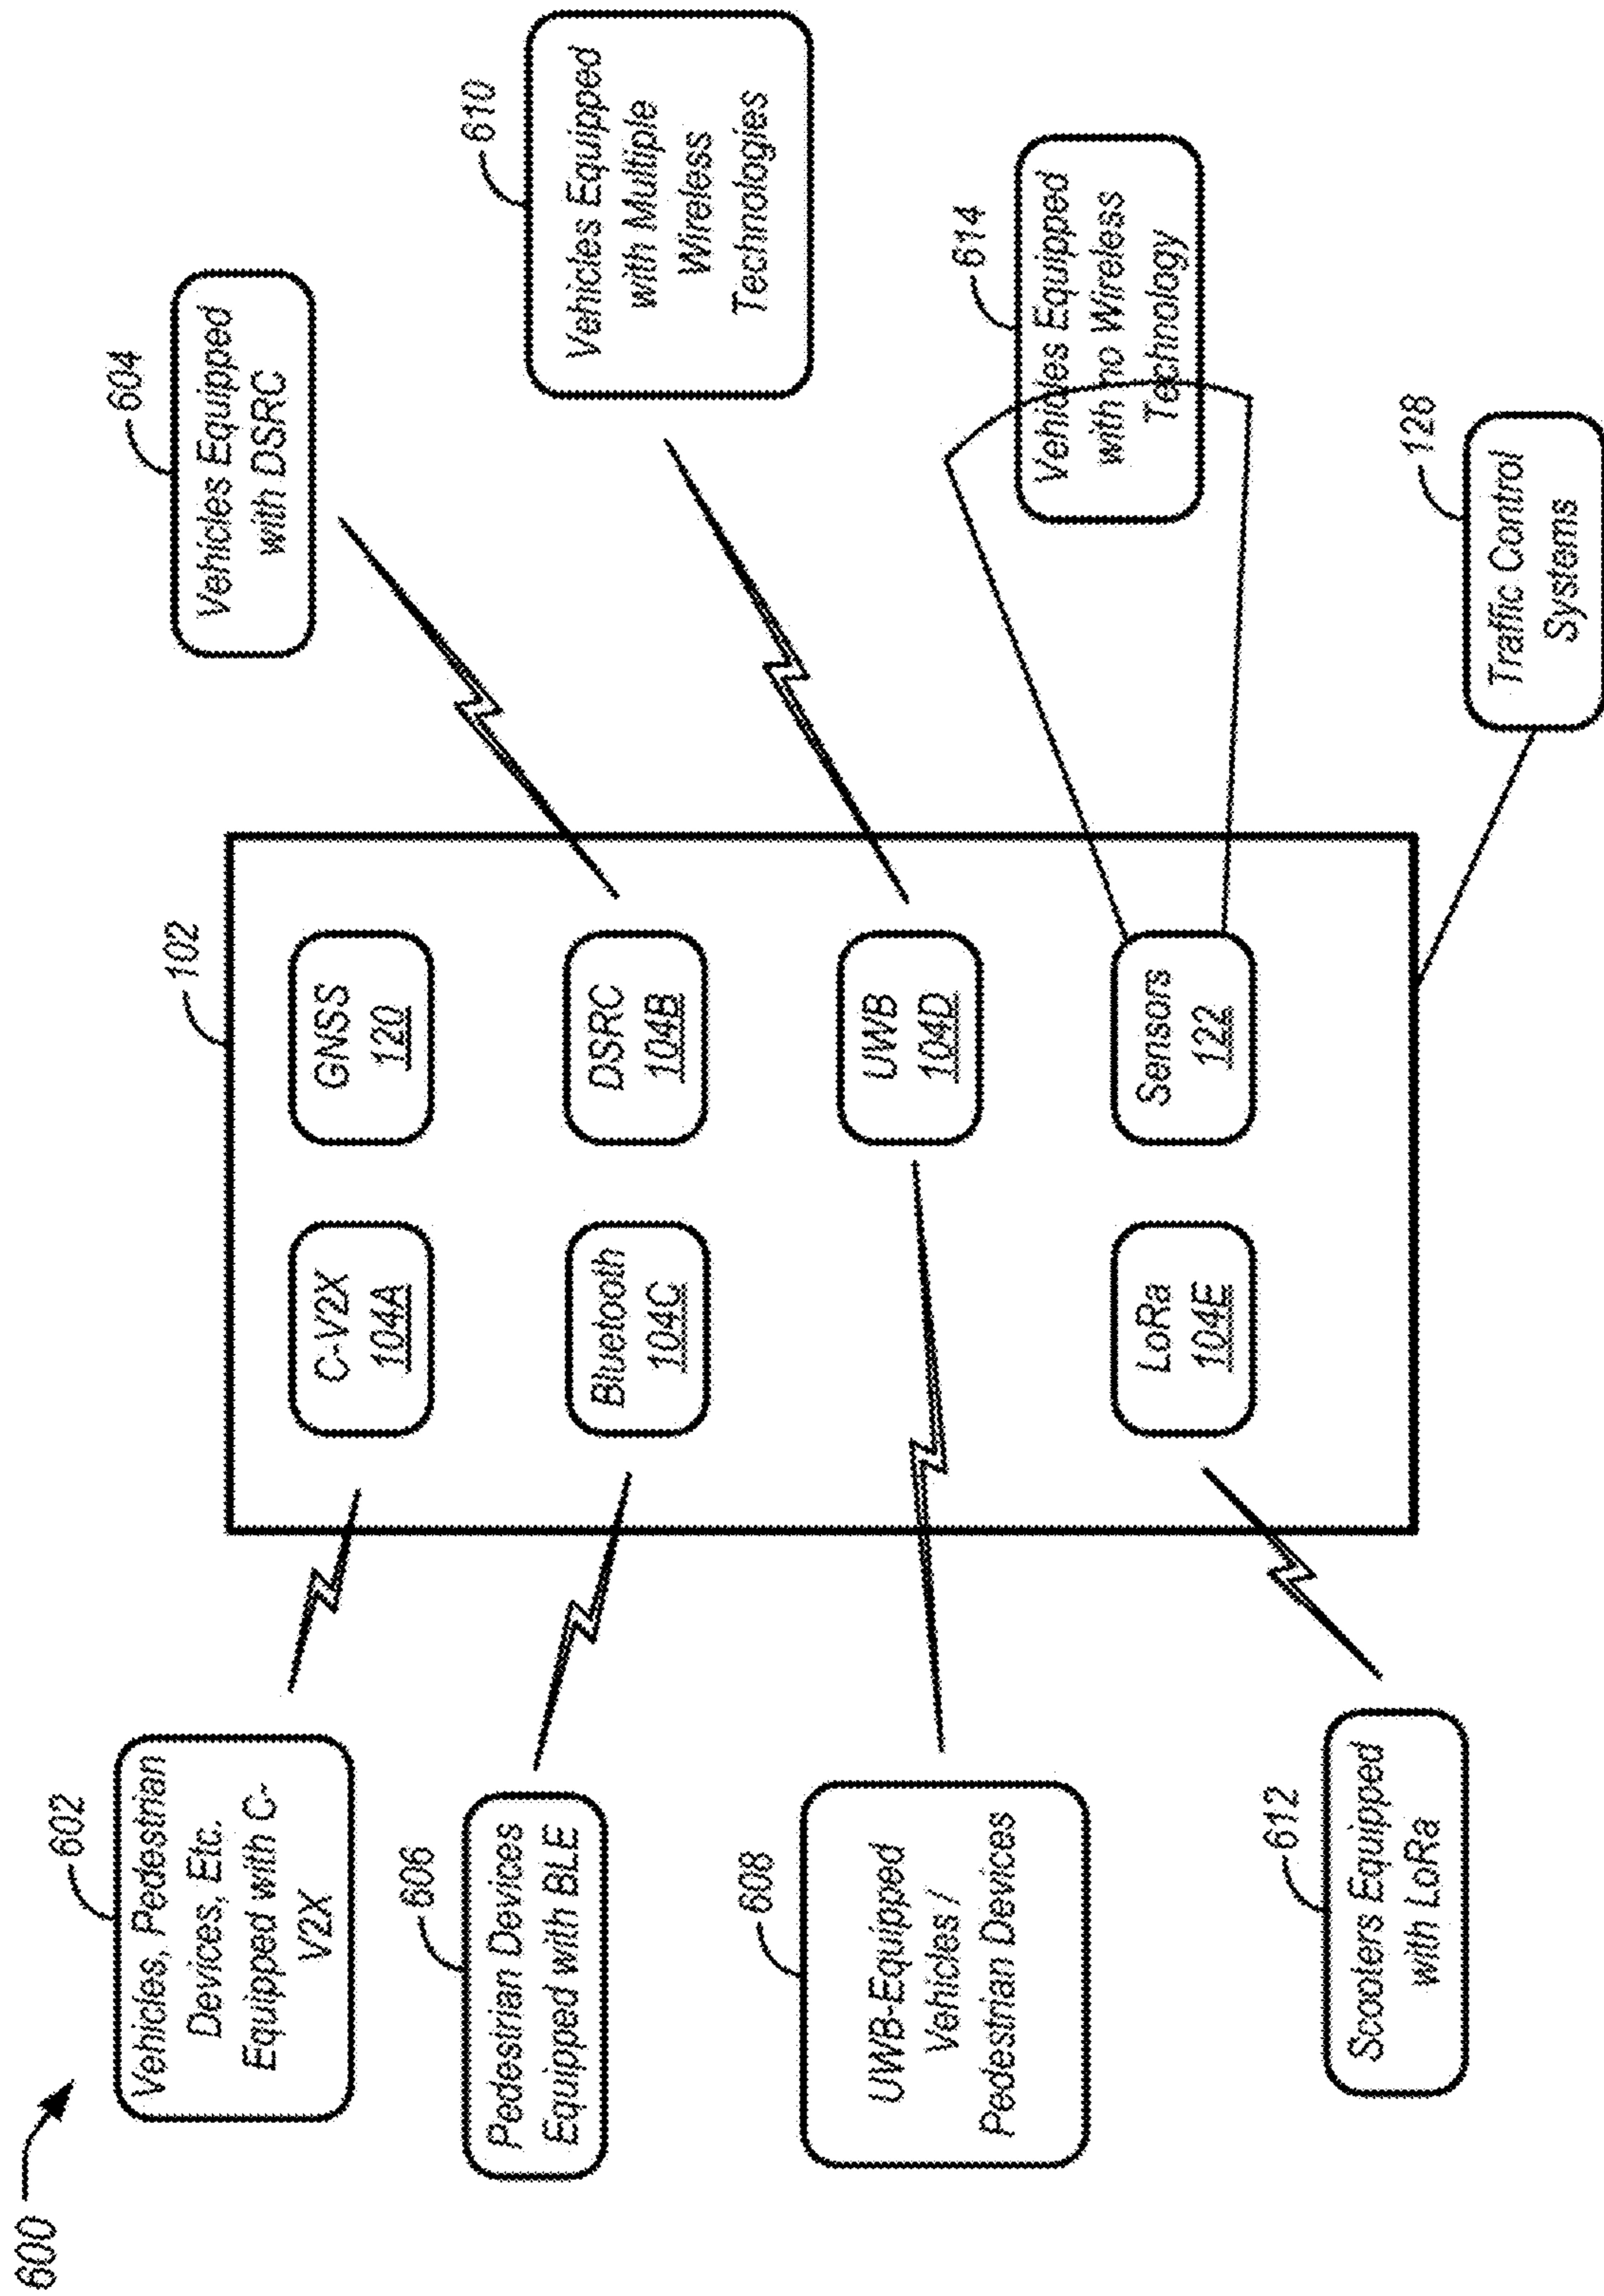 600
602
Vehicles, Pedestrian
Devices, Etc.
Equipped with C-
V2X
606
Pedestrian Devices
Equipped with BLE
608
UWB-Equipped
Vehicles /
Pedestrian Devices
612
Scooters Equipped
with LoRa
102
C-V2X
104A
GNSS
120
Bluetooth
104C
DSRC
104B
UWB
104D
LoRa
104E
Sensors
122
604
Vehicles Equipped
with DSRC
610
Vehicles Equipped
with Multiple
Wireless
Technologies
614
Vehicles Equipped
with no Wireless
Technology
128
Traffic Control
Systems